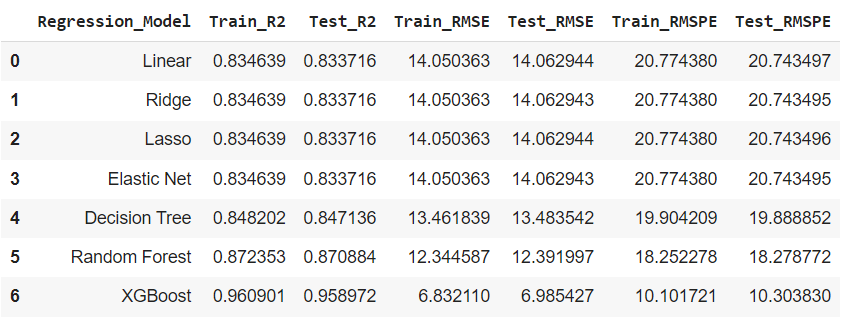 Regression_Model Train_R2 Test_R2 Train_RMSE Test_RMSE Train_RMSPE Test_RMSPE
0 Linear 0.834639 0.833716 14.050363 14.062944 20.774380 20.743497
1 Ridge 0.834639 0.833716 14.050363 14.062943 20.774380 20.743495
2 Lasso 0.834639 0.833716 14.050363 14.062944 20.774380 20.743496
3 Elastic Net 0.834639 0.833716 14.050363 14.062943 20.774380 20.743495
4 Decision Tree 0.848202 0.847136 13.461839 13.483542 19.904209 19.888852
5 Random Forest 0.872353 0.870884 12.344587 12.391997 18.252278 18.278772
6 XGBoost 0.960901 0.958972 6.832110 6.985427 10.101721 10.303830